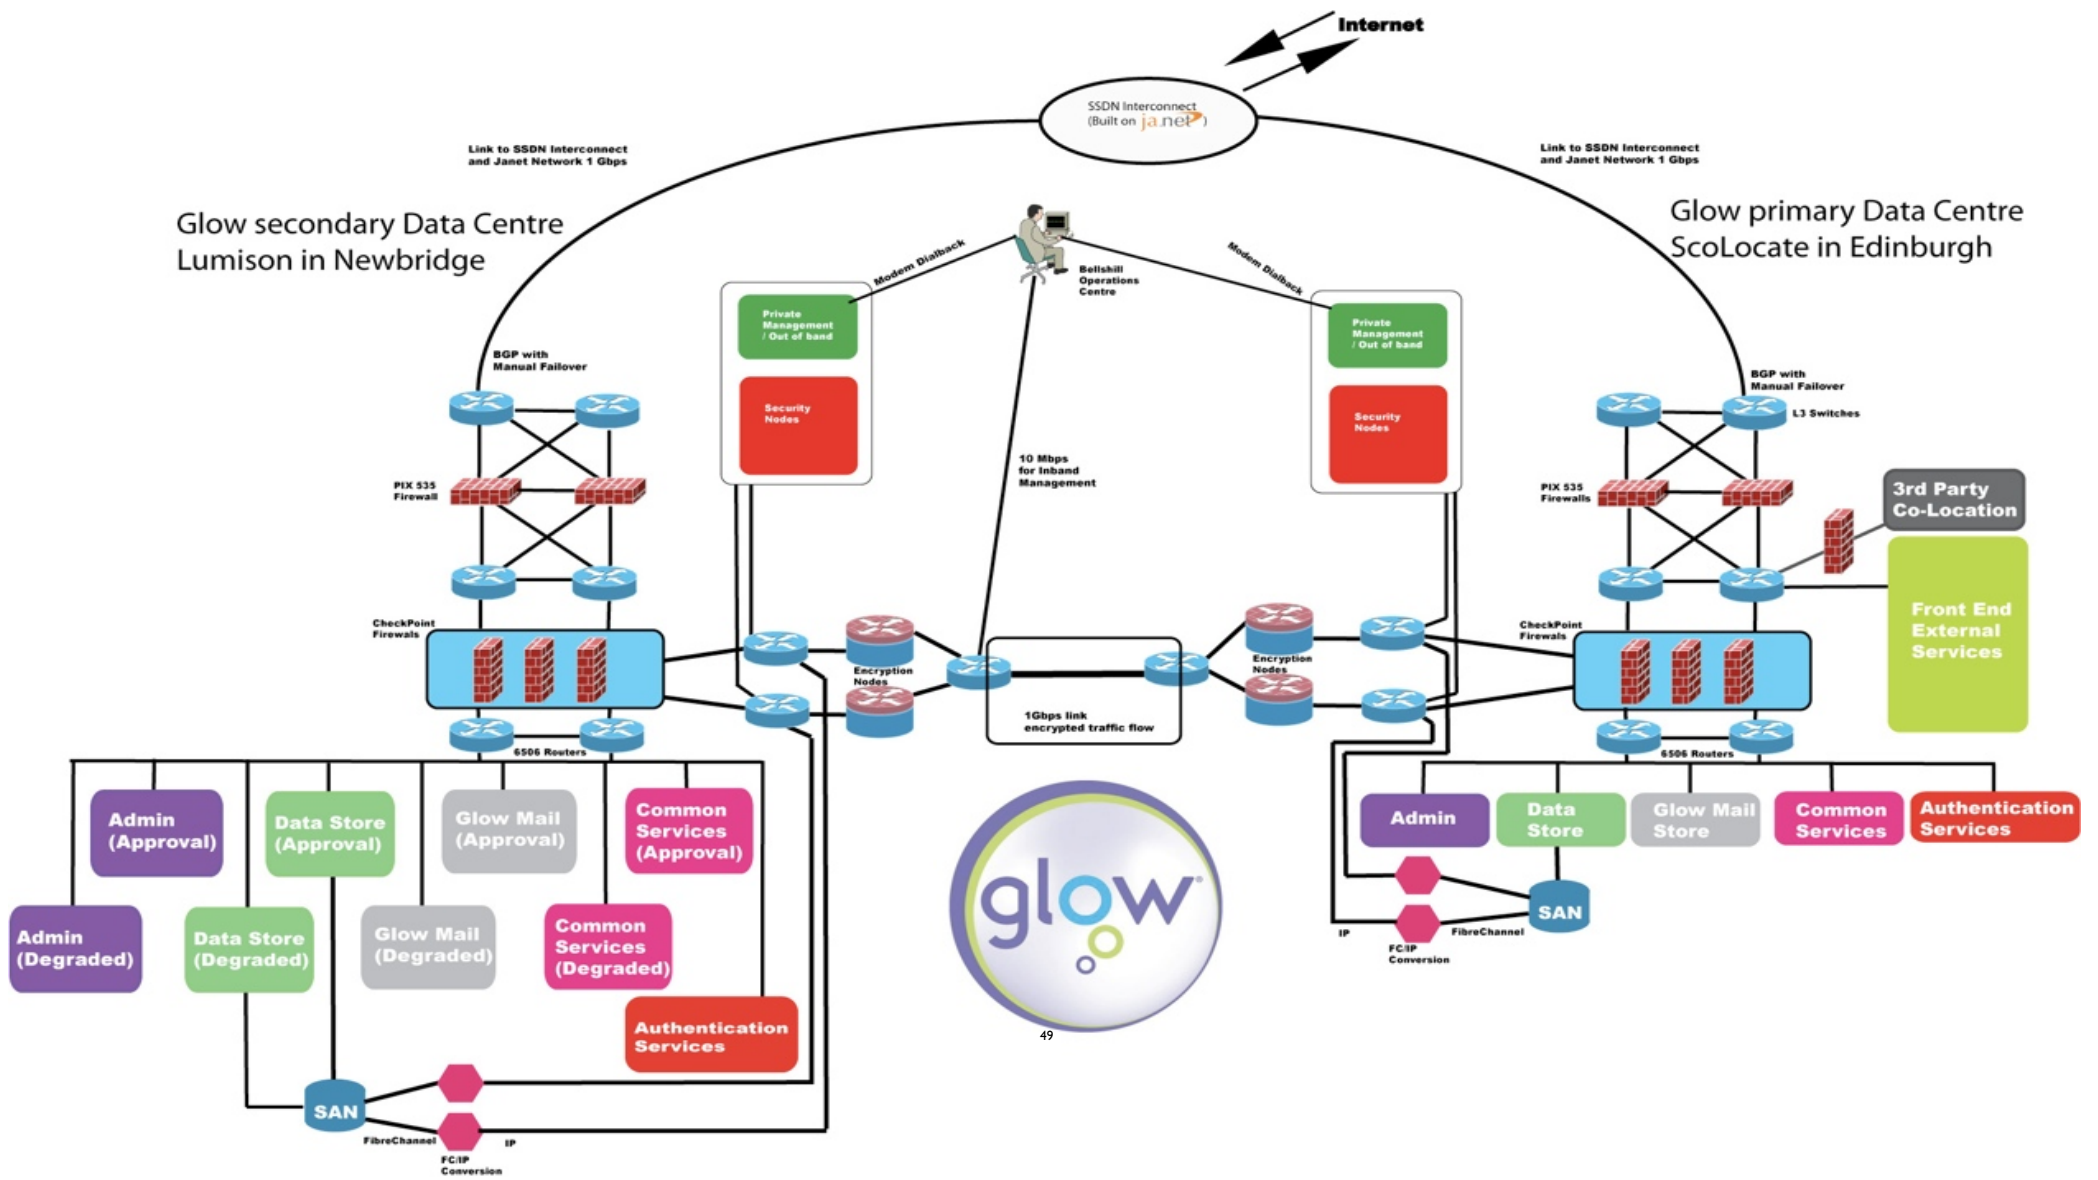 Internet
SSDN Interconnect
(Built on ja.net )
Link to SSDN Interconnect
and Janet Network 1 Gbps
Link to SSDN Interconnect
and Janet Network 1 Gbps
Glow secondary Data Centre
Lumison in Newbridge
Glow primary Data Centre
ScoLocate in Edinburgh
Modem Dialback
Modem Dialback
Bellshill
Operations
Centre
Private
Management
/ Out of band
Security
Nodes
Private
Management
/ Out of band
Security
Nodes
BGP with
Manual Failover
BGP with
Manual Failover
L3 Switches
10 Mbps
for Inband
Management
PIX 535
Firewall
PIX 535
Firewalls
3rd Party
Co-Location
Front End
External
Services
CheckPoint
Firewals
CheckPoint
Firewals
Encryption
Nodes
Encryption
Nodes
1Gbps link
encrypted traffic flow
6506 Routers
6506 Routers
Admin
(Approval)
Data Store
(Approval)
Glow Mail
(Approval)
Common
Services
(Approval)
Admin
(Degraded)
Data Store
(Degraded)
Glow Mail
(Degraded)
Common
Services
(Degraded)
Authentication
Services
SAN
FibreChannel
FC/IP
Conversion
IP
glow®
49
Admin
Data
Store
Glow Mail
Store
Common
Services
Authentication
Services
SAN
IP
FC/IP
Conversion
FibreChannel